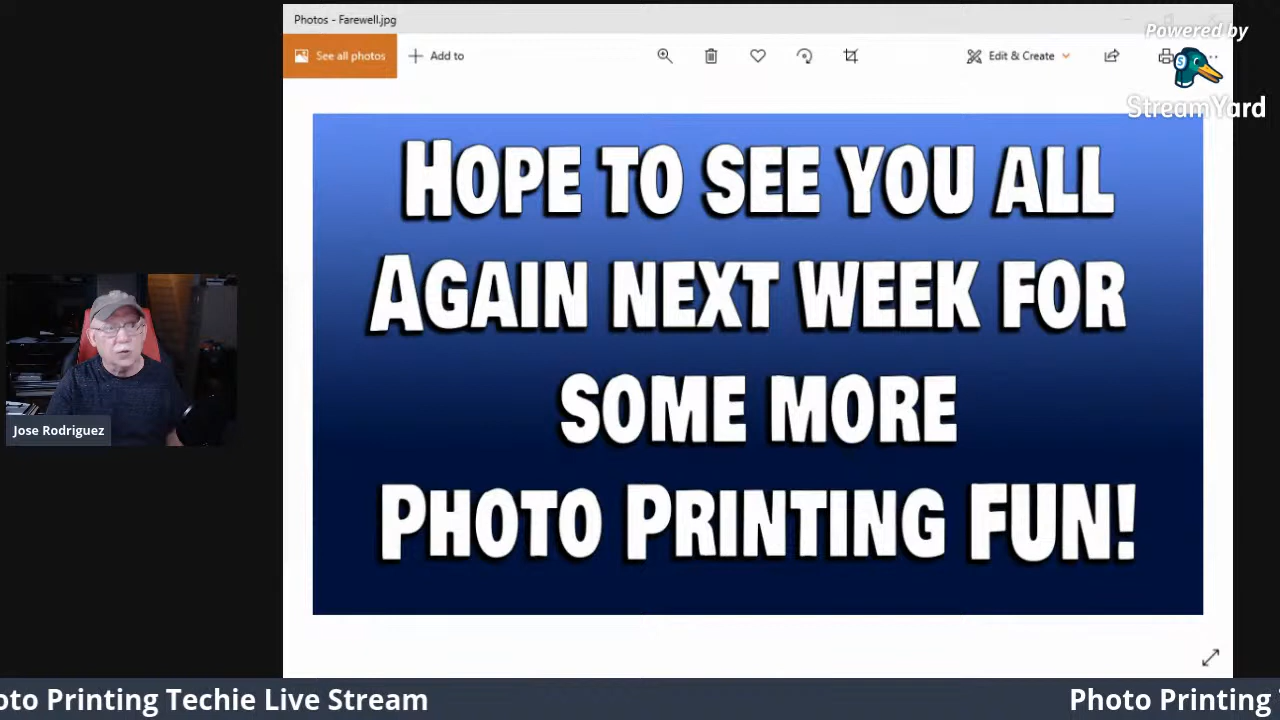 Photos - Farewell.jpg
Powered by
See all photos
Add to
Edit & Create
S
StreamYard
Hope to see you all
Again next week for
some more
Photo Printing FUN!
Jose Rodriguez
oto Printing Techie Live Stream
Photo Printing